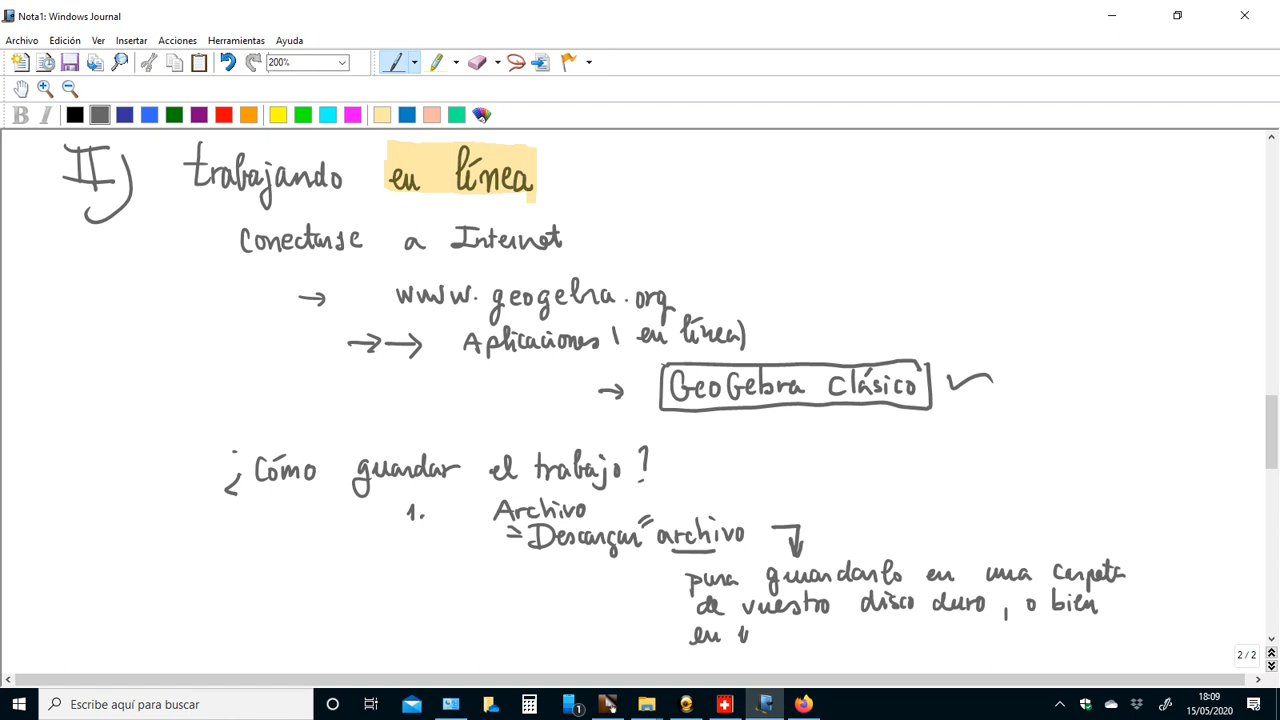 Nota1: Windows Journal
Archivo Edición Ver Insertar Acciones Herramientas Ayuda
200%
B I
II) trabajando en línea
Conectarse a Internet
→ www.geogebra.org
→→ Aplicaciones ( en línea)
→ GeoGebra Clásico ✓
¿Cómo guardar el trabajo?
1. Archivo
"Descargar" archivo
para guardarlo en una carpeta
de vuestro disco duro, o bien
en
2 / 2
Escribe aquí para buscar
1
18:09
15/05/2020